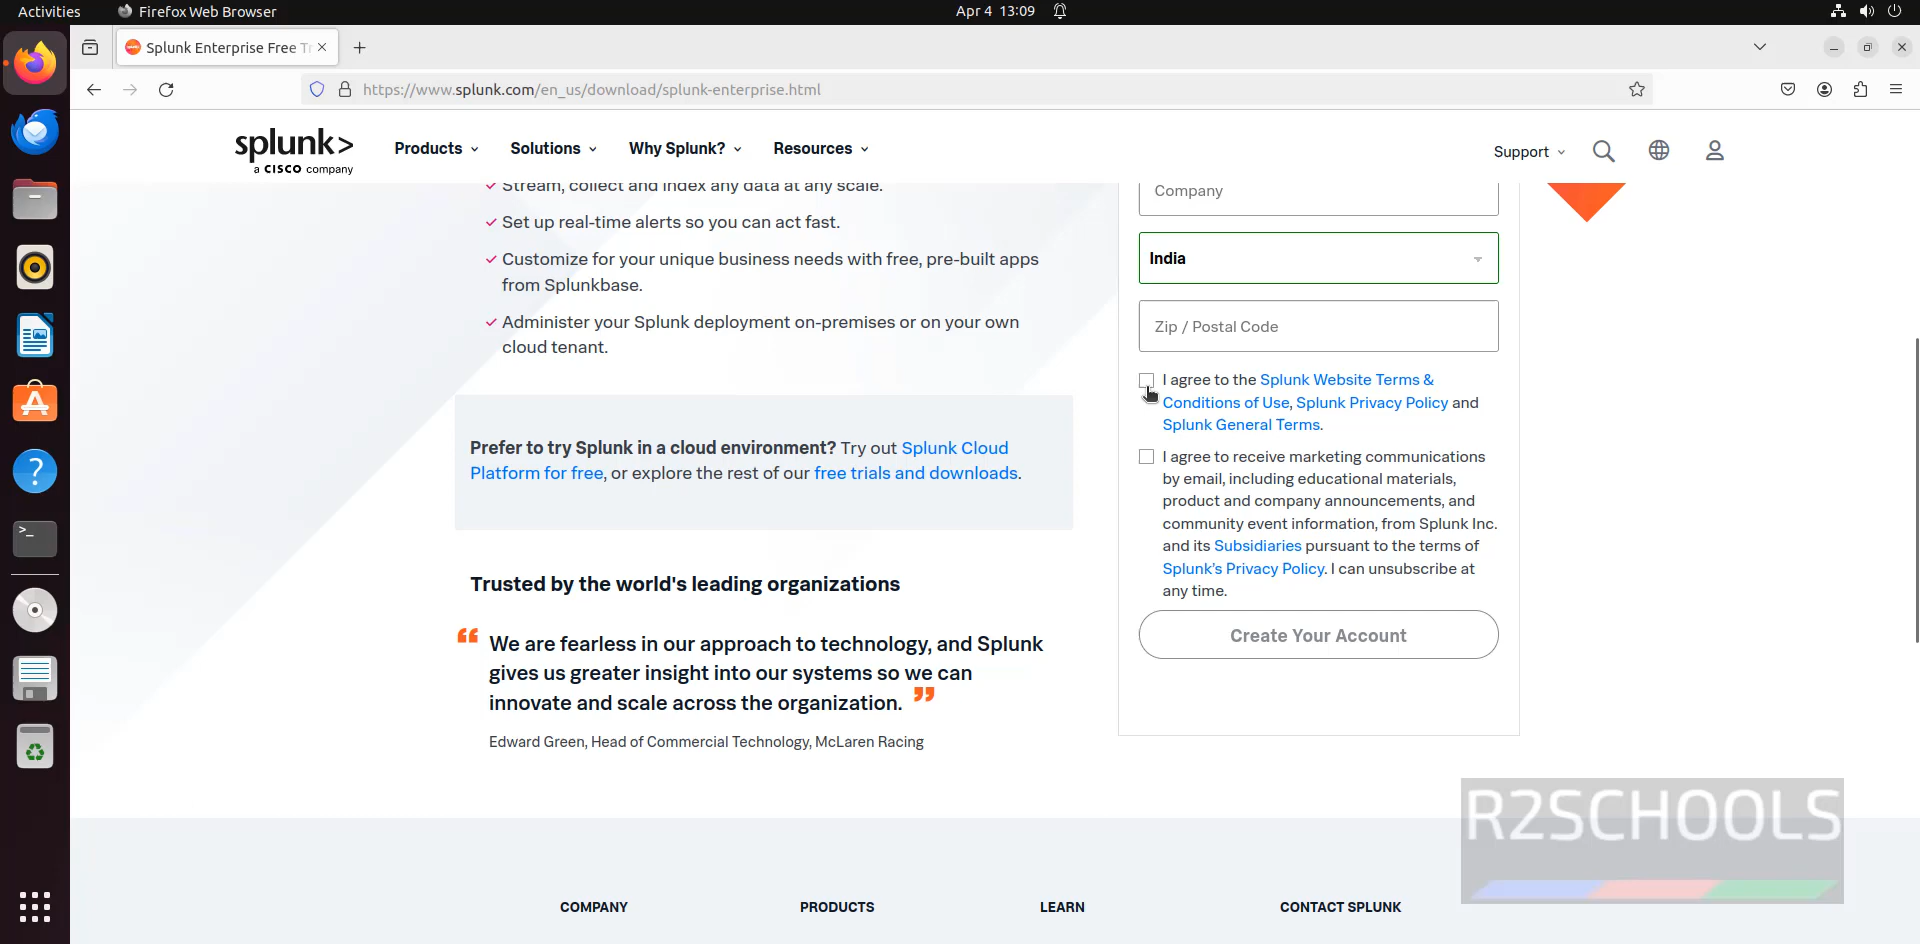 Activities
Firefox Web Browser
Apr 4 13:09
Splunk Enterprise Free Tr
https://www.splunk.com/en_us/download/splunk-enterprise.html
splunk>
a CISCO company
Products
Solutions
Why Splunk?
Resources
Support
Stream, collect and index any data at any scale.
Set up real-time alerts so you can act fast.
Customize for your unique business needs with free, pre-built apps
from Splunkbase.
Administer your Splunk deployment on-premises or on your own
cloud tenant.
Prefer to try Splunk in a cloud environment? Try out Splunk Cloud
Platform for free, or explore the rest of our free trials and downloads.
Trusted by the world's leading organizations
“ We are fearless in our approach to technology, and Splunk
gives us greater insight into our systems so we can
innovate and scale across the organization. ”
Edward Green, Head of Commercial Technology, McLaren Racing
Company
India
Zip / Postal Code
I agree to the Splunk Website Terms &
Conditions of Use, Splunk Privacy Policy and
Splunk General Terms.
I agree to receive marketing communications
by email, including educational materials,
product and company announcements, and
community event information, from Splunk Inc.
and its Subsidiaries pursuant to the terms of
Splunk’s Privacy Policy. I can unsubscribe at
any time.
Create Your Account
R2SCHOOLS
COMPANY
PRODUCTS
LEARN
CONTACT SPLUNK